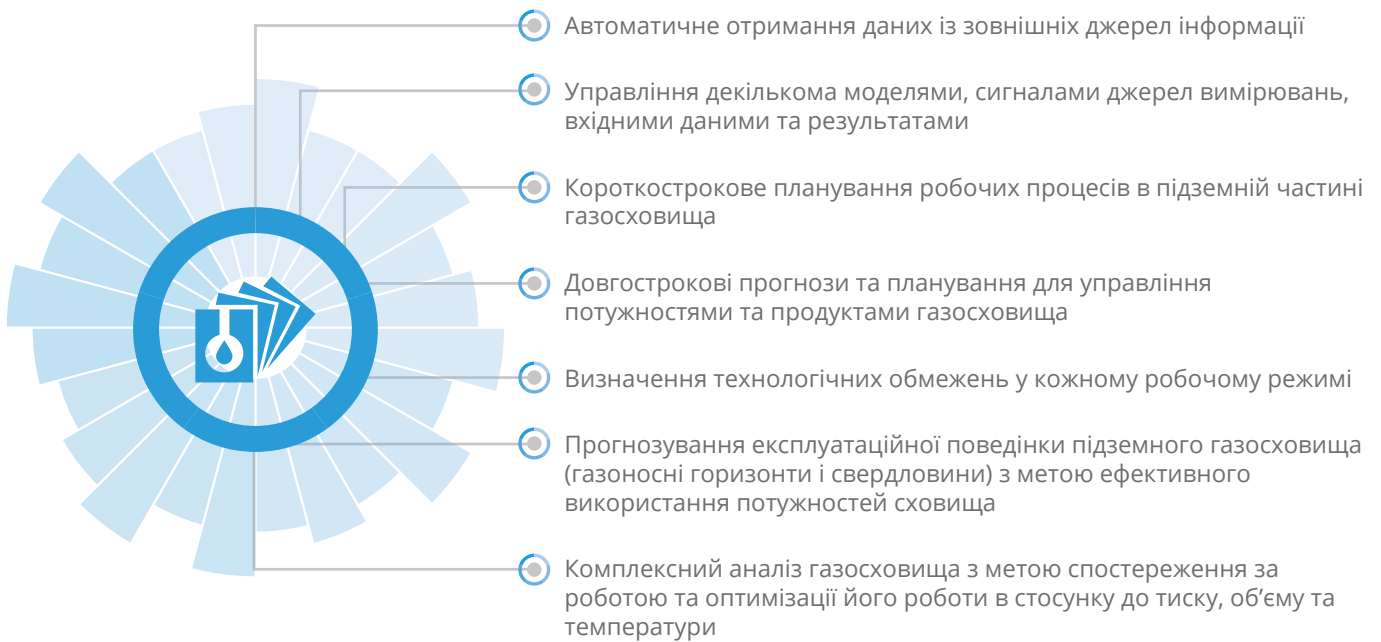 Автоматичне отримання даних із зовнішніх джерел інформації
Управління декількома моделями, сигналами джерел вимірювань,
вхідними даними та результатами
Короткострокове планування робочих процесів в підземній частині
газосховища
Довгострокові прогнози та планування для управління
потужностями та продуктами газосховища
Визначення технологічних обмежень у кожному робочому режимі
Прогнозування експлуатаційної поведінки підземного газосховища
(газоносні горизонти і свердловини) з метою ефективного
використання потужностей сховища
Комплексний аналіз газосховища з метою спостереження за
роботою та оптимізації його роботи в стосунку до тиску, об’єму та
температури